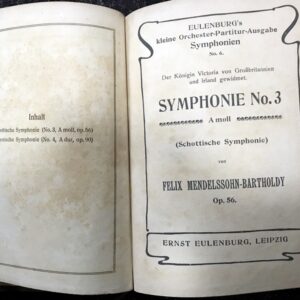 Inhalt
ottische Symphonie (No. 3, A moll, op. 56)
nische Symphonie (No. 4, A dur, op. 90)
EULENBURG's
kleine Orchester-Partitur-Ausgabe
Symphonien
No. 6.
Der Königin Victoria von Großbritannien
und Irland gewidmet.
SYMPHONIE No. 3
A moll
(Schottische Symphonie)
von
FELIX MENDELSSOHN-BARTHOLDY
Op. 56.
ERNST EULENBURG, LEIPZIG